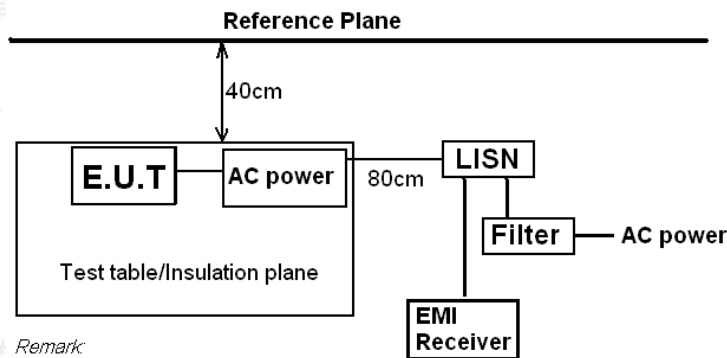 Reference Plane
40cm
E.U.T
AC power
80cm
LISN
Filter
AC power
Test table/Insulation plane
EMI
Receiver
Remark: